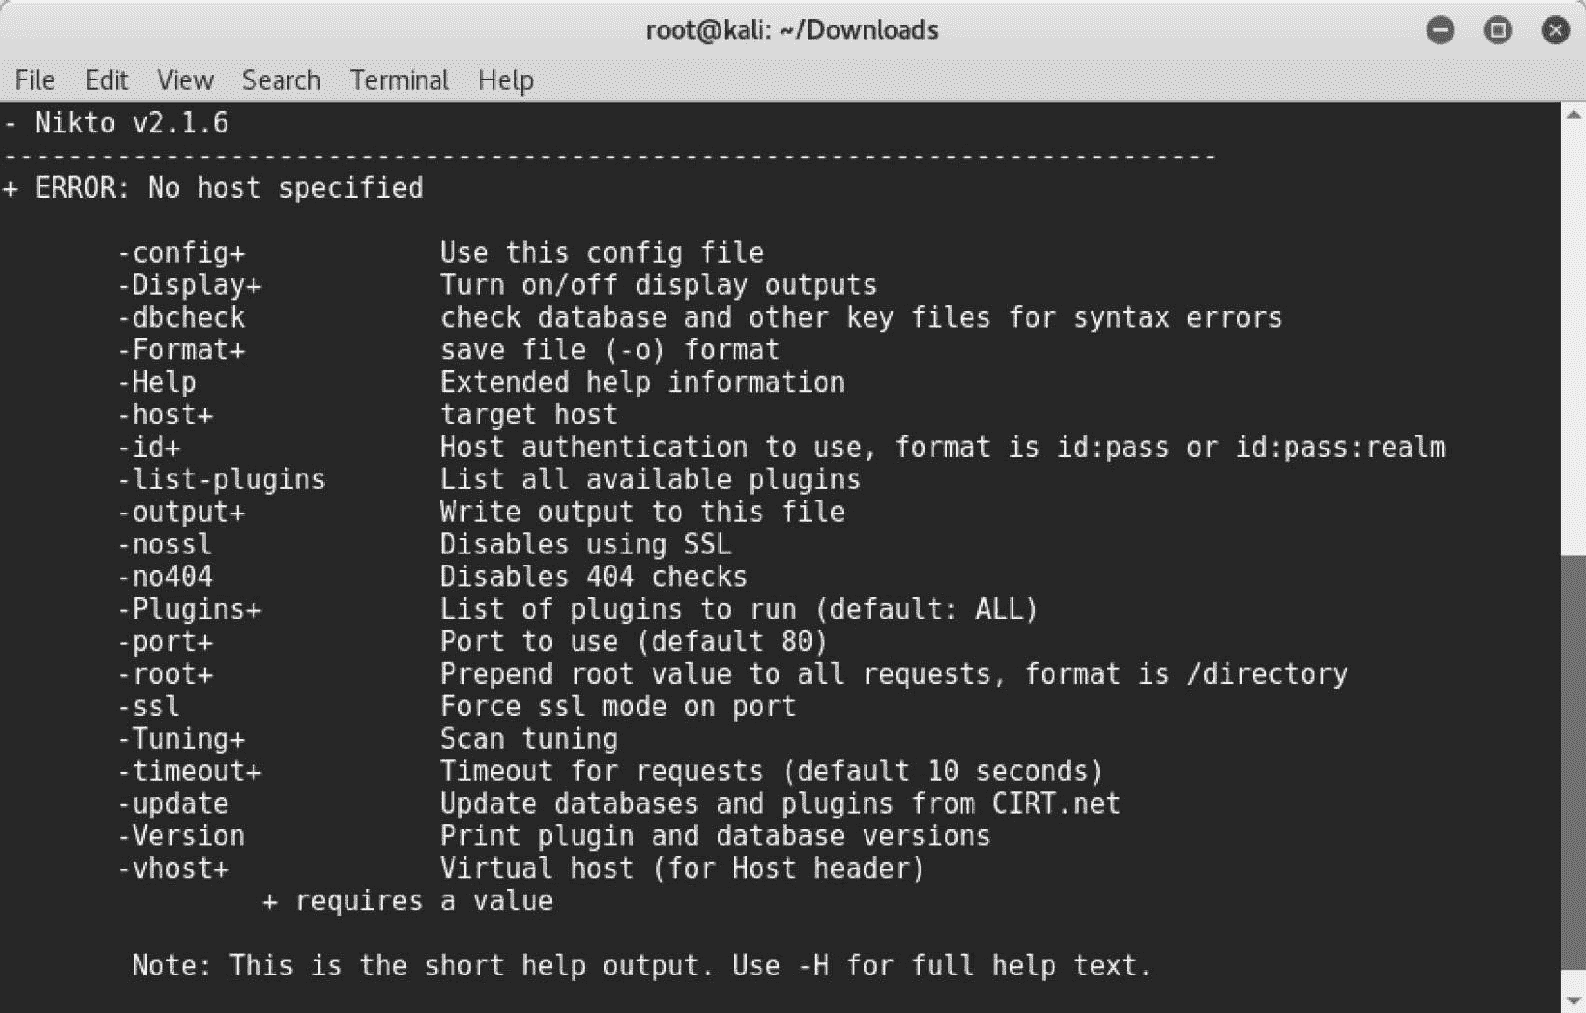 root@kali: ~/Downloads
File Edit View Search Terminal Help
- Nikto v2.1.6
---------------------------------------------------------------------------
+ ERROR: No host specified
-config+ Use this config file
-Display+ Turn on/off display outputs
-dbcheck check database and other key files for syntax errors
-Format+ save file (-o) format
-Help Extended help information
-host+ target host
-id+ Host authentication to use, format is id:pass or id:pass:realm
-list-plugins List all available plugins
-output+ Write output to this file
-nossl Disables using SSL
-no404 Disables 404 checks
-Plugins+ List of plugins to run (default: ALL)
-port+ Port to use (default 80)
-root+ Prepend root value to all requests, format is /directory
-ssl Force ssl mode on port
-Tuning+ Scan tuning
-timeout+ Timeout for requests (default 10 seconds)
-update Update databases and plugins from CIRT.net
-Version Print plugin and database versions
-vhost+ Virtual host (for Host header)
+ requires a value
Note: This is the short help output. Use -H for full help text.